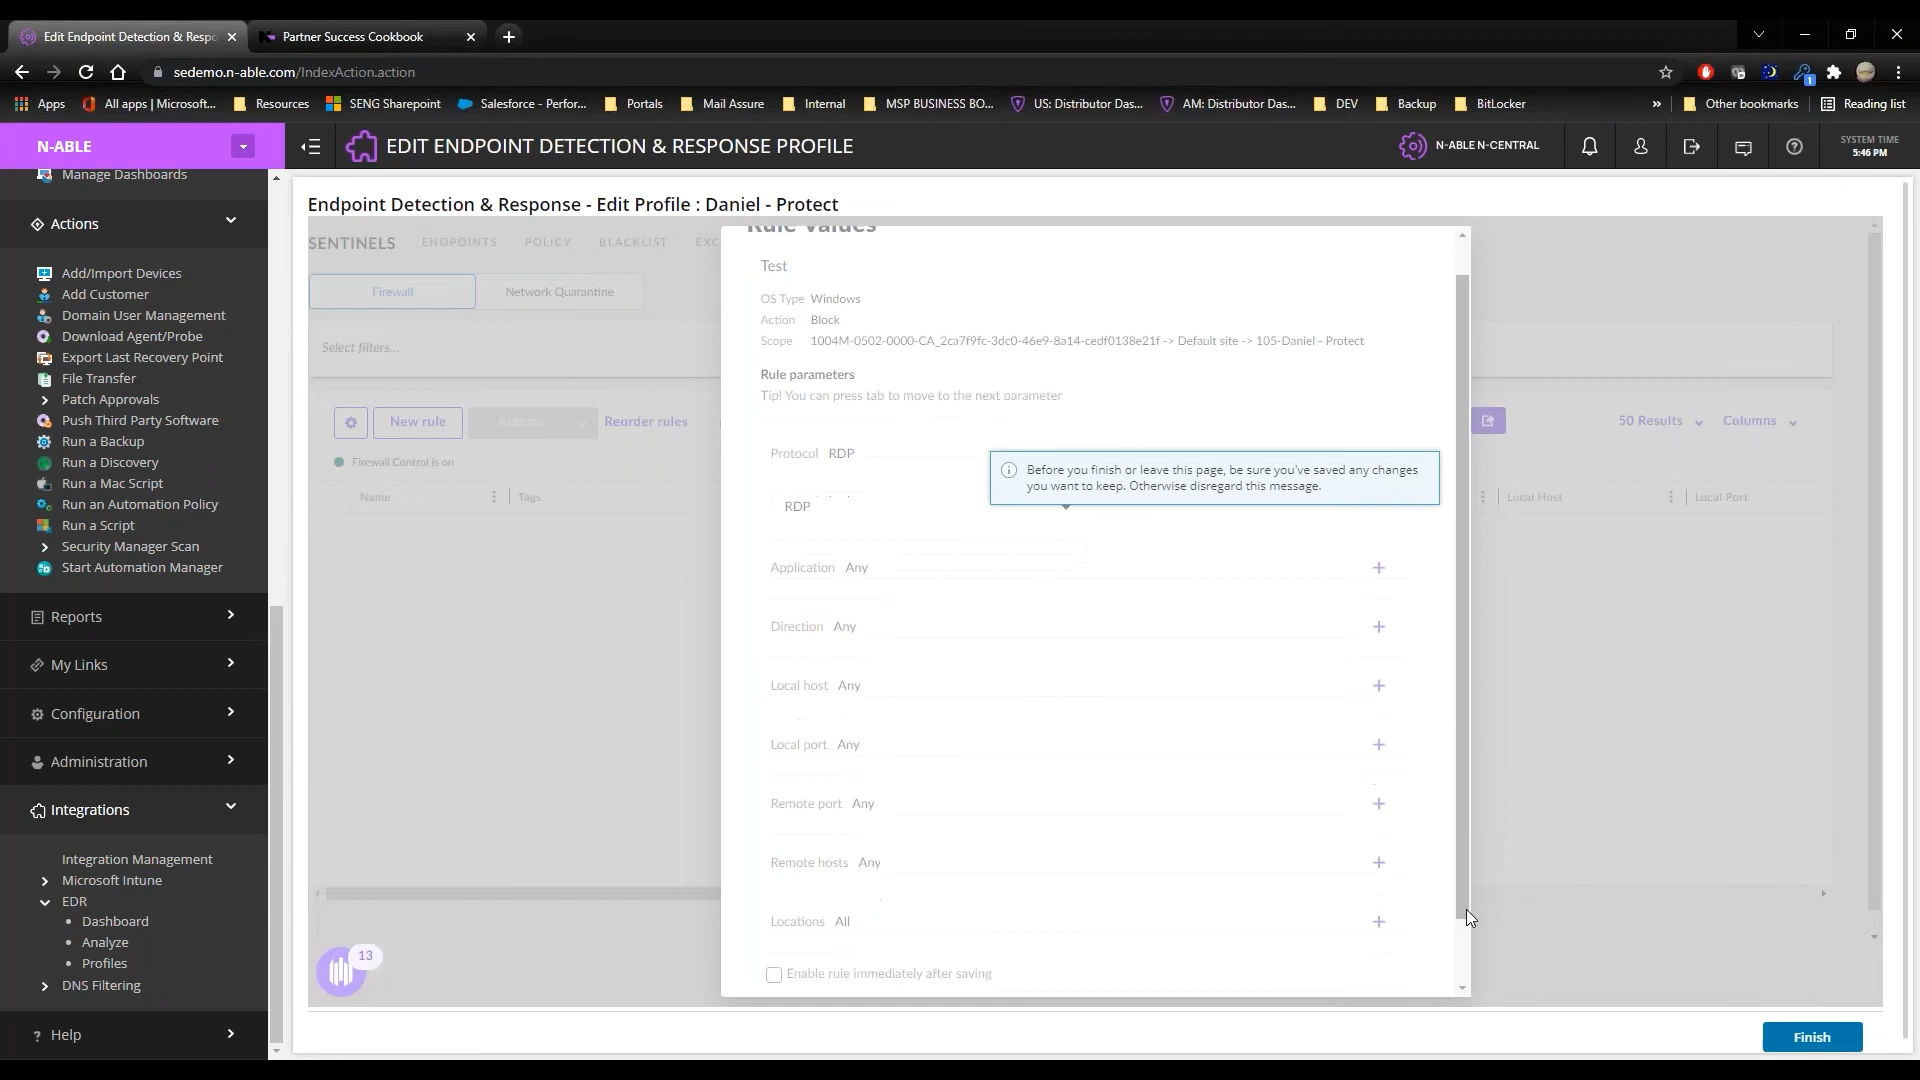 Edit Endpoint Detection & Respo
Partner Success Cookbook
sedemo.n-able.com/IndexAction.action
1
Apps
All apps | Microsoft...
Resources
SENG Sharepoint
Salesforce - Perfor...
Portals
Mail Assure
Internal
MSP BUSINESS BO...
US: Distributor Das...
AM: Distributor Das...
DEV
Backup
BitLocker
»
Other bookmarks
Reading list
N-ABLE
EDIT ENDPOINT DETECTION & RESPONSE PROFILE
N-ABLE N-CENTRAL
SYSTEM TIME
5:46 PM
Manage Dashboards
Actions
Add/Import Devices
Add Customer
Domain User Management
Download Agent/Probe
Export Last Recovery Point
File Transfer
Patch Approvals
Push Third Party Software
Run a Backup
Run a Discovery
Run a Mac Script
Run an Automation Policy
Run a Script
Security Manager Scan
Start Automation Manager
Reports
My Links
Configuration
Administration
Integrations
Integration Management
Microsoft Intune
EDR
Dashboard
Analyze
Profiles
DNS Filtering
Help
Endpoint Detection & Response - Edit Profile : Daniel - Protect
SENTINELS
ENDPOINTS
POLICY
BLACKLIST
EXC
Firewall
Network Quarantine
Select filters...
New rule
Actions
Reorder rules
50 Results
Columns
Firewall Control is on
Name
Tags
Local Host
Local Port
13
Rule Values
Test
OS Type Windows
Action Block
Scope 1004M-0502-0000-CA_2ca7f9fc-3dc0-46e9-8a14-cedf0138e21f -> Default site -> 105-Daniel - Protect
Rule parameters
Tip! You can press tab to move to the next parameter
Protocol RDP
RDP
Before you finish or leave this page, be sure you've saved any changes
you want to keep. Otherwise disregard this message.
Application Any
Direction Any
Local host Any
Local port Any
Remote port Any
Remote hosts Any
Locations All
Enable rule immediately after saving
Finish